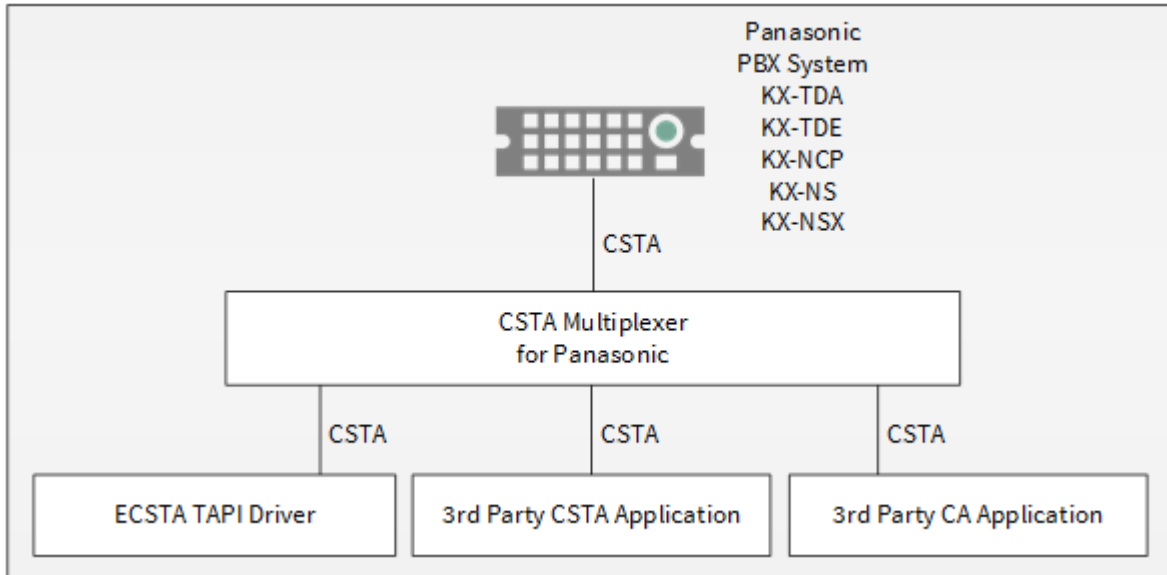 Panasonic
PBX System
KX-TDA
KX-TDE
KX-NCP
KX-NS
KX-NSX
CSTA
CSTA Multiplexer
for Panasonic
CSTA
CSTA
CSTA
ECSTA TAPI Driver
3rd Party CSTA Application
3rd Party CA Application